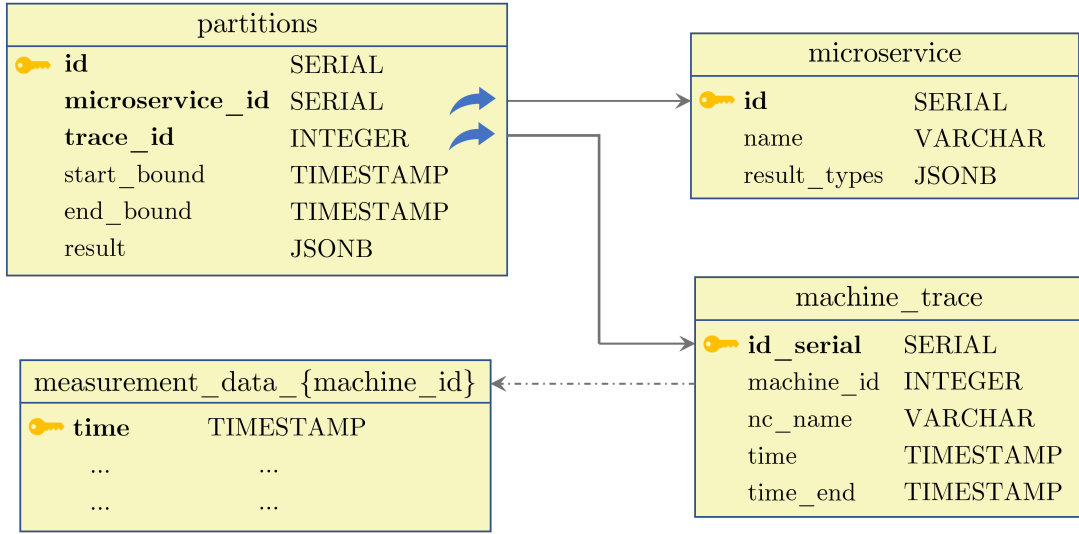 partitions
id SERIAL
microservice_id SERIAL
trace_id INTEGER
start_bound TIMESTAMP
end_bound TIMESTAMP
result JSONB
microservice
id SERIAL
name VARCHAR
result_types JSONB
machine_trace
id_serial SERIAL
machine_id INTEGER
nc_name VARCHAR
time TIMESTAMP
time_end TIMESTAMP
measurement_data_{machine_id}
time TIMESTAMP
... ...
... ...